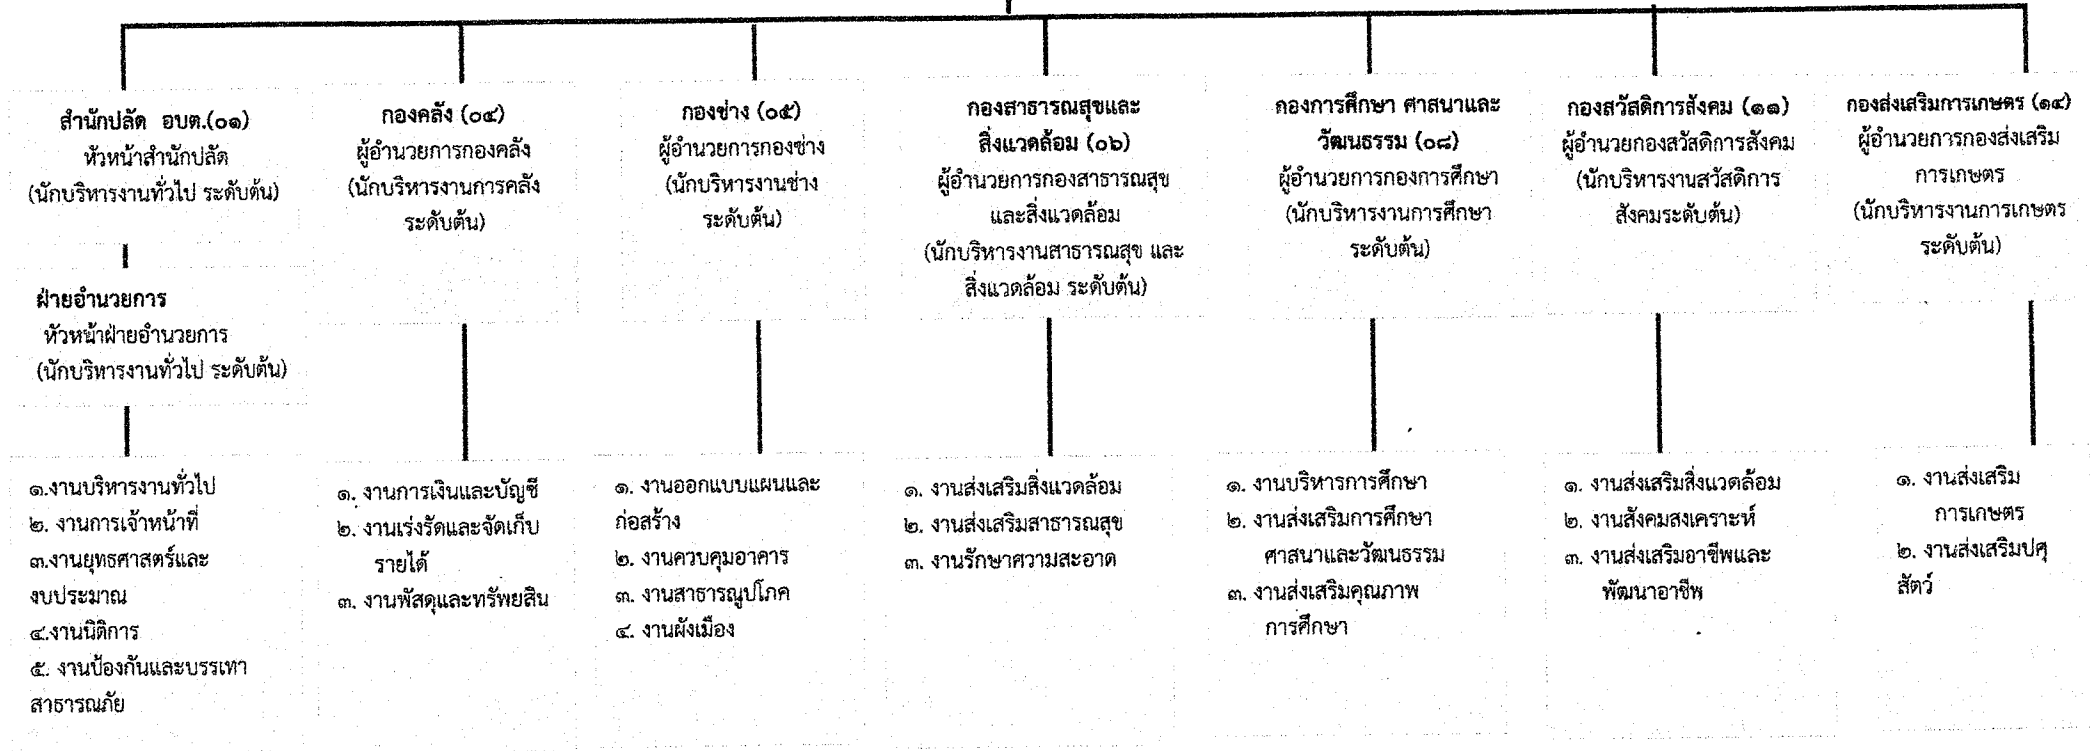 สำนักปลัด อบต.(๐๑)
หัวหน้าสำนักปลัด
(นักบริหารงานทั่วไป ระดับต้น)
ฝ่ายอำนวยการ
หัวหน้าฝ่ายอำนวยการ
(นักบริหารงานทั่วไป ระดับต้น)
๑.งานบริหารงานทั่วไป
๒. งานการเจ้าหน้าที่
๓.งานยุทธศาสตร์และ
งบประมาณ
๔.งานนิติการ
๕. งานป้องกันและบรรเทา
สาธารณภัย
กองคลัง (๐๔)
ผู้อำนวยการกองคลัง
(นักบริหารงานการคลัง
ระดับต้น)
๑. งานการเงินและบัญชี
๒. งานเร่งรัดและจัดเก็บ
รายได้
๓. งานพัสดุและทรัพยสิน
กองช่าง (๐๕)
ผู้อำนวยการกองช่าง
(นักบริหารงานช่าง
ระดับต้น)
๑. งานออกแบบแผนและ
ก่อสร้าง
๒. งานควบคุมอาคาร
๓. งานสาธารณูปโภค
๔. งานผังเมือง
กองสาธารณสุขและ
สิ่งแวดล้อม (๐๖)
ผู้อำนวยการกองสาธารณสุข
และสิ่งแวดล้อม
(นักบริหารงานสาธารณสุข และ
สิ่งแวดล้อม ระดับต้น)
๑. งานส่งเสริมสิ่งแวดล้อม
๒. งานส่งเสริมสาธารณสุข
๓. งานรักษาความสะอาด
กองการศึกษา ศาสนาและ
วัฒนธรรม (๐๘)
ผู้อำนวยการกองการศึกษา
(นักบริหารงานการศึกษา
ระดับต้น)
๑. งานบริหารการศึกษา
๒. งานส่งเสริมการศึกษา
ศาสนาและวัฒนธรรม
๓. งานส่งเสริมคุณภาพ
การศึกษา
กองสวัสดิการสังคม (๑๑)
ผู้อำนวยกองสวัสดิการสังคม
(นักบริหารงานสวัสดิการ
สังคมระดับต้น)
๑. งานส่งเสริมสิ่งแวดล้อม
๒. งานสังคมสงเคราะห์
๓. งานส่งเสริมอาชีพและ
พัฒนาอาชีพ
กองส่งเสริมการเกษตร (๑๔)
ผู้อำนวยการกองส่งเสริม
การเกษตร
(นักบริหารงานการเกษตร
ระดับต้น)
๑. งานส่งเสริม
การเกษตร
๒. งานส่งเสริมปศุ
สัตว์